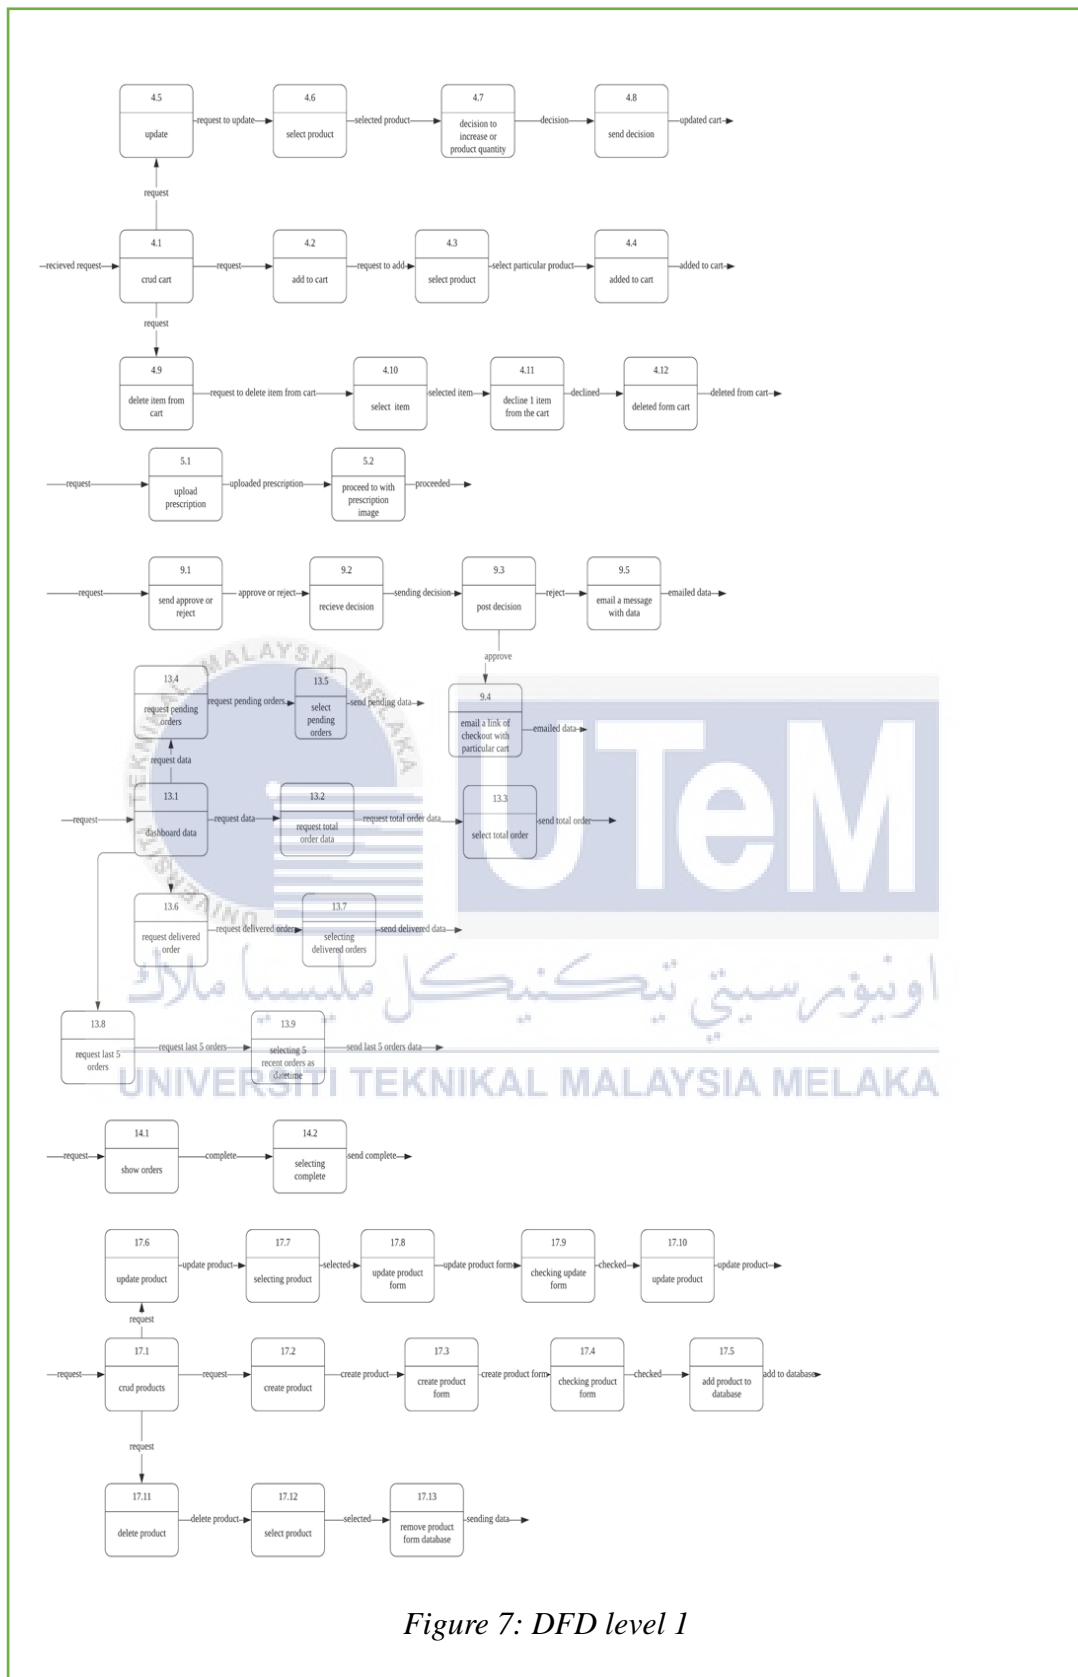 4.5
update
request to update
4.6
select product
selected product
4.7
decision to
increase or
product quantity
decision
4.8
send decision
updated cart
request
recieved request
4.1
crud cart
request
4.2
add to cart
request to add
4.3
select product
select particular product
4.4
added to cart
added to cart
request
4.9
delete item from
cart
request to delete item from cart
4.10
select item
selected item
4.11
decline 1 item
from the cart
declined
4.12
deleted form cart
deleted from cart
request
5.1
upload
prescription
uploaded prescription
5.2
proceed to with
prescription
image
proceeded
request
9.1
send approve or
reject
approve or reject
9.2
recieve decision
sending decision
9.3
post decision
reject
9.5
email a message
with data
emailed data
approve
9.4
email a link of
checkout with
particular cart
emailed data
13.4
request pending
orders
request pending orders
13.5
select
pending
orders
send pending data
request data
request
13.1
dashboard data
request data
13.2
request total
order data
request total order data
13.3
select total order
send total order
13.6
request delivered
order
request delivered order
13.7
selecting
delivered orders
send delivered data
13.8
request last 5
orders
request last 5 orders
13.9
selecting 5
recent orders as
datetime
send last 5 orders data
UNIVERSITI TEKNIKAL MALAYSIA MELAKA
UTeM
اونيۏرسيتي تيكنيكل مليسيا ملاك
UNIVERSITI TEKNIKAL MALAYSIA MELAKA
request
14.1
show orders
complete
14.2
selecting
complete
send complete
17.6
update product
update product
17.7
selecting product
selected
17.8
update product
form
update product form
17.9
checking update
form
checked
17.10
update product
update product
request
request
17.1
crud products
request
17.2
create product
create product
17.3
create product
form
create product form
17.4
checking product
form
checked
17.5
add product to
database
add to database
request
17.11
delete product
delete product
17.12
select product
selected
17.13
remove product
form database
sending data
Figure 7: DFD level 1